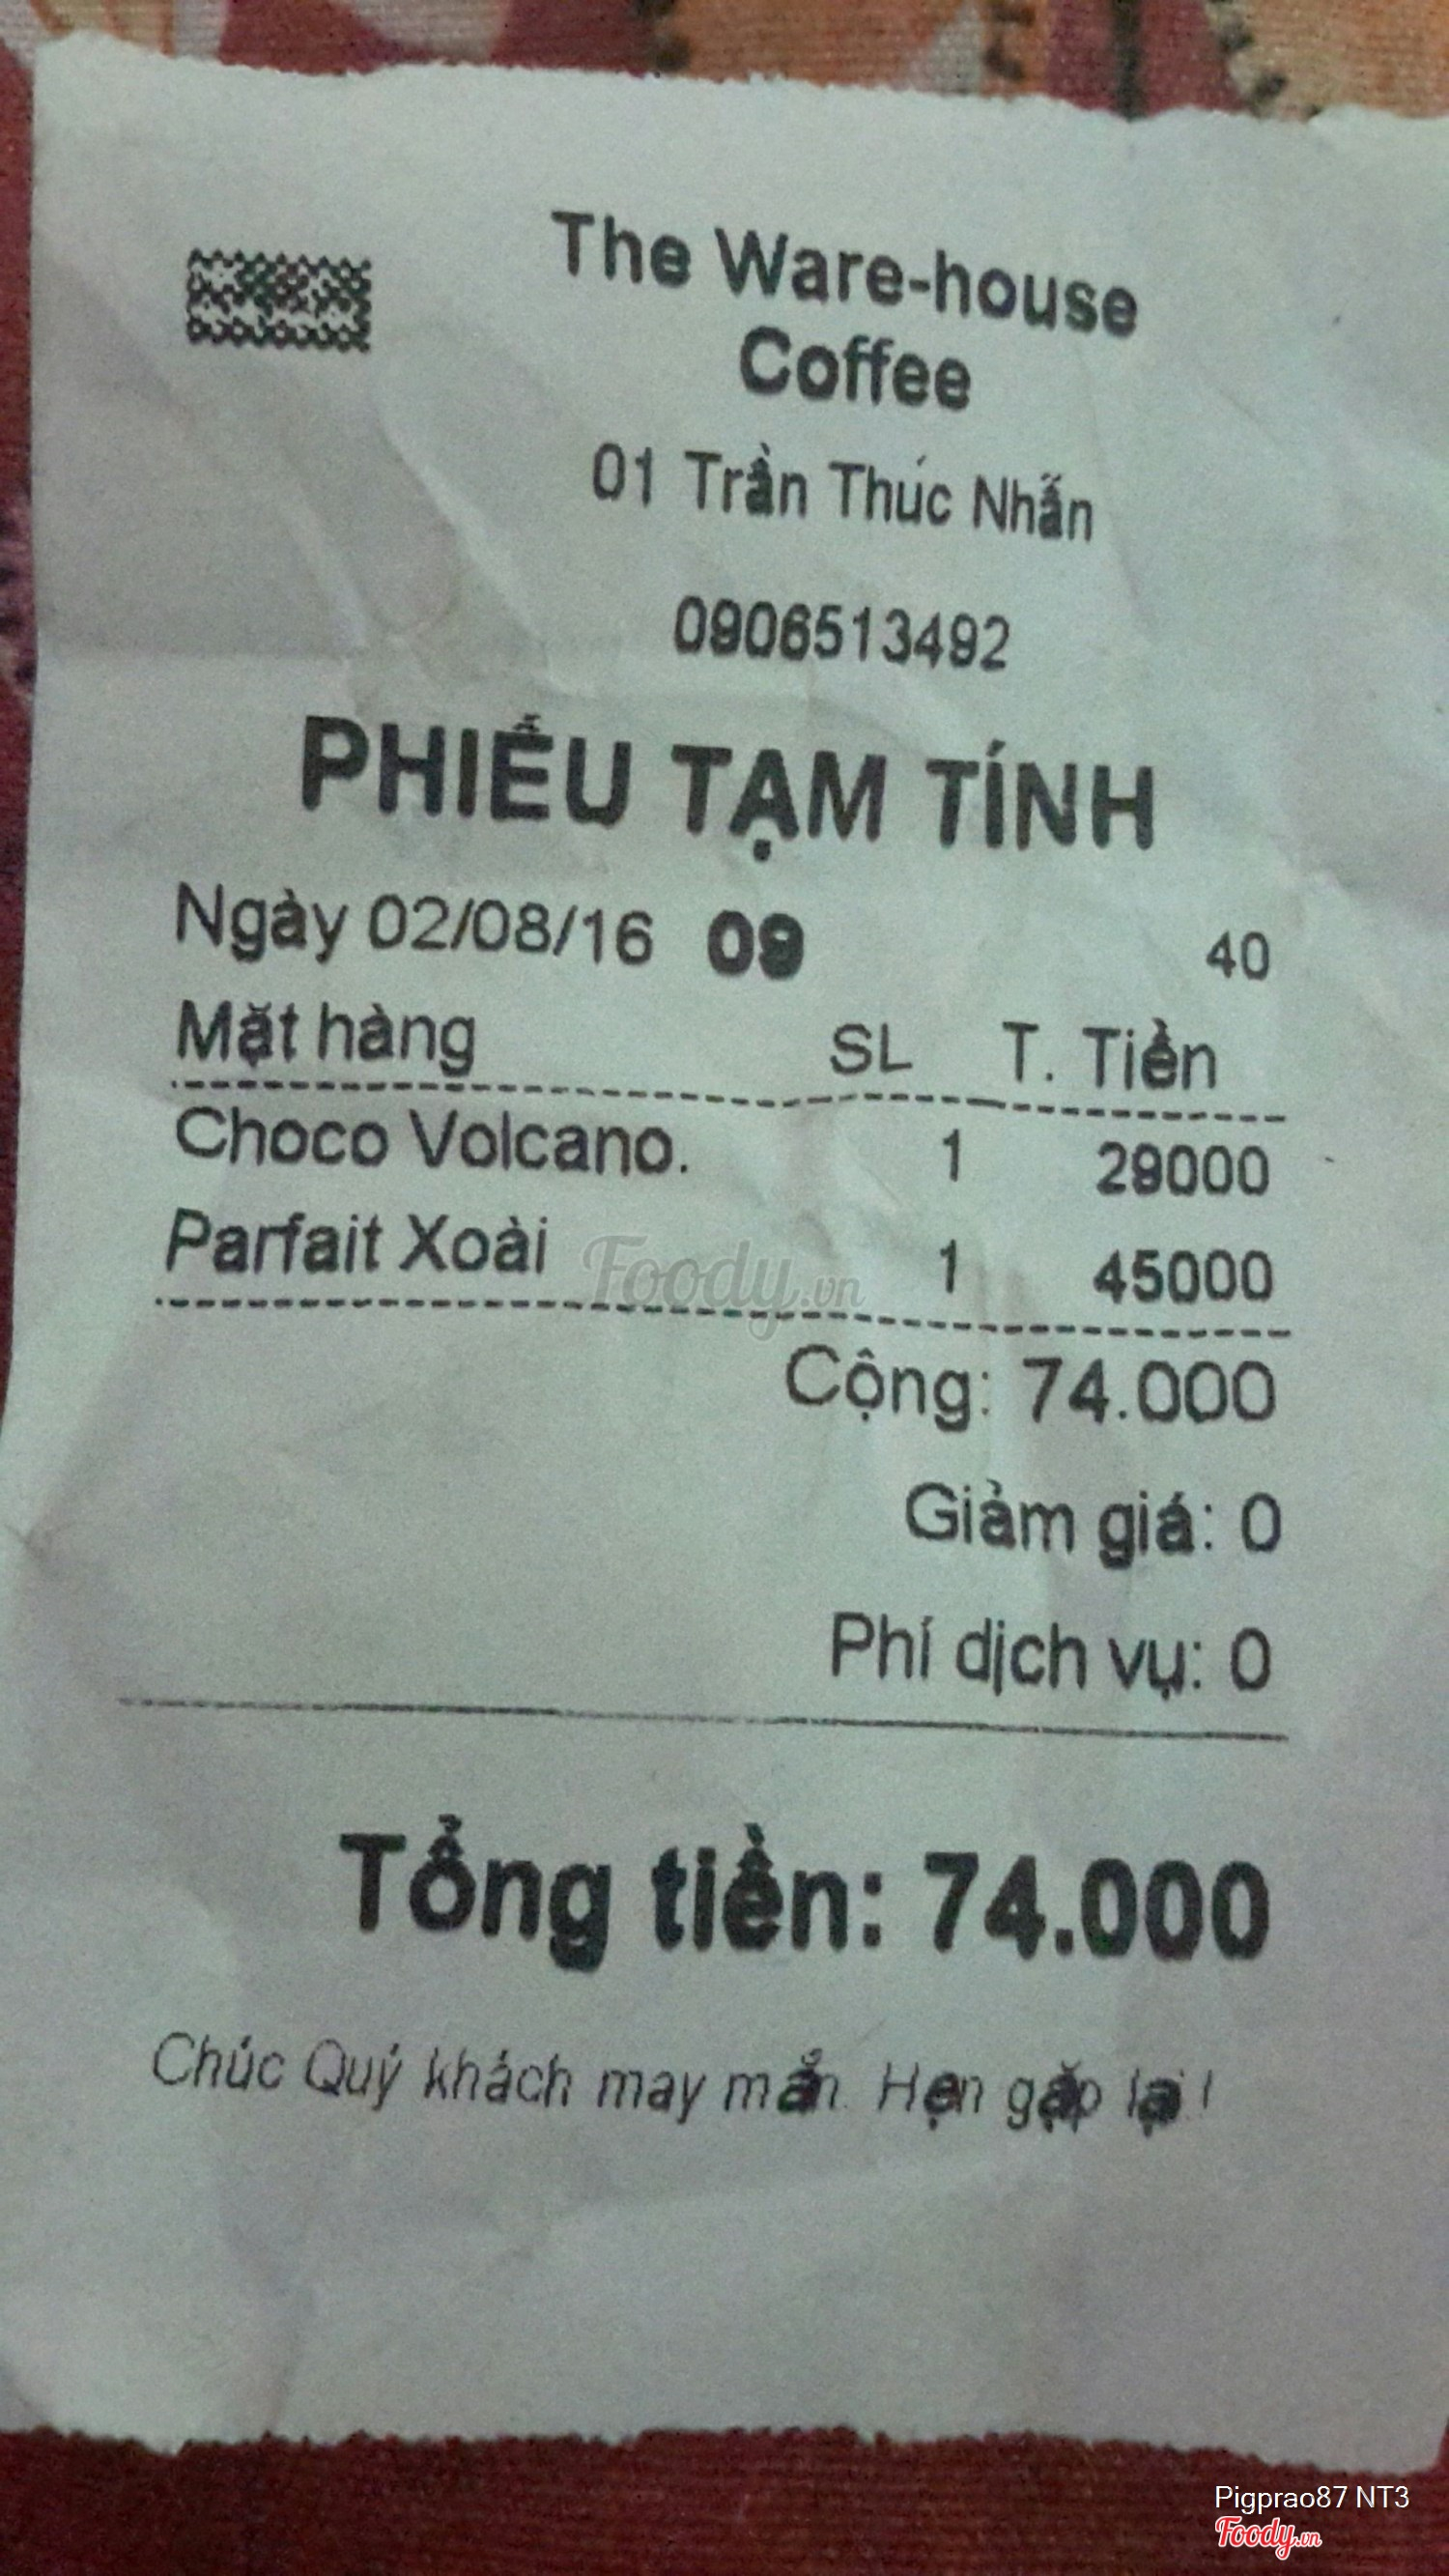 The Ware-house
Coffee
01 Trần Thúc Nhẫn
0906513492
PHIẾU TẠM TÍNH
Ngày 02/08/16 09 40
Mặt hàng SL T. Tiền
Choco Volcano. 1 29000
Parfait Xoài 1 45000
Foody.vn
Cộng: 74.000
Giảm giá: 0
Phí dịch vụ: 0
Tổng tiền: 74.000
Chúc Quý khách may mắn. Hẹn gặp lại!
Pigprao87 NT3
Foody.vn